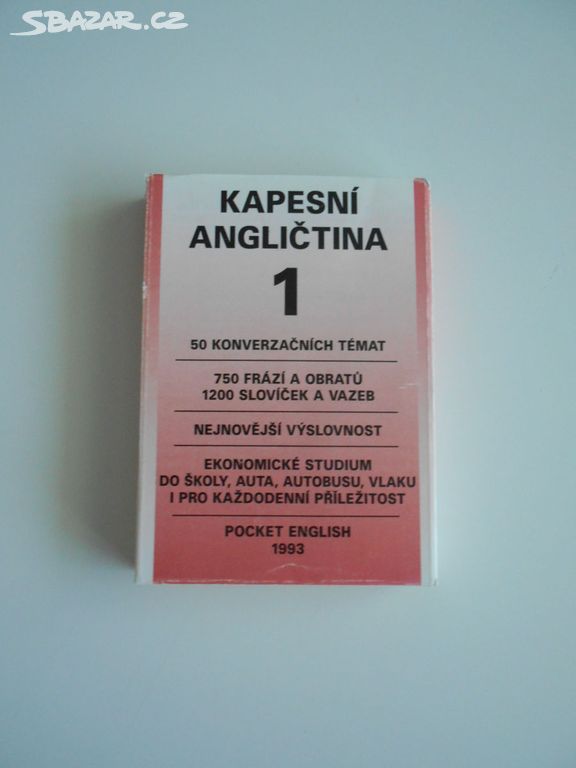 SBAZAR.CZ
KAPESNÍ
ANGLIČTINA
1
50 KONVERZAČNÍCH TÉMAT
750 FRÁZÍ A OBRATŮ
1200 SLOVÍČEK A VAZEB
NEJNOVĚJŠÍ VÝSLOVNOST
EKONOMICKÉ STUDIUM
DO ŠKOLY, AUTA, AUTOBUSU, VLAKU
I PRO KAŽDODENNÍ PŘÍLEŽITOST
POCKET ENGLISH
1993